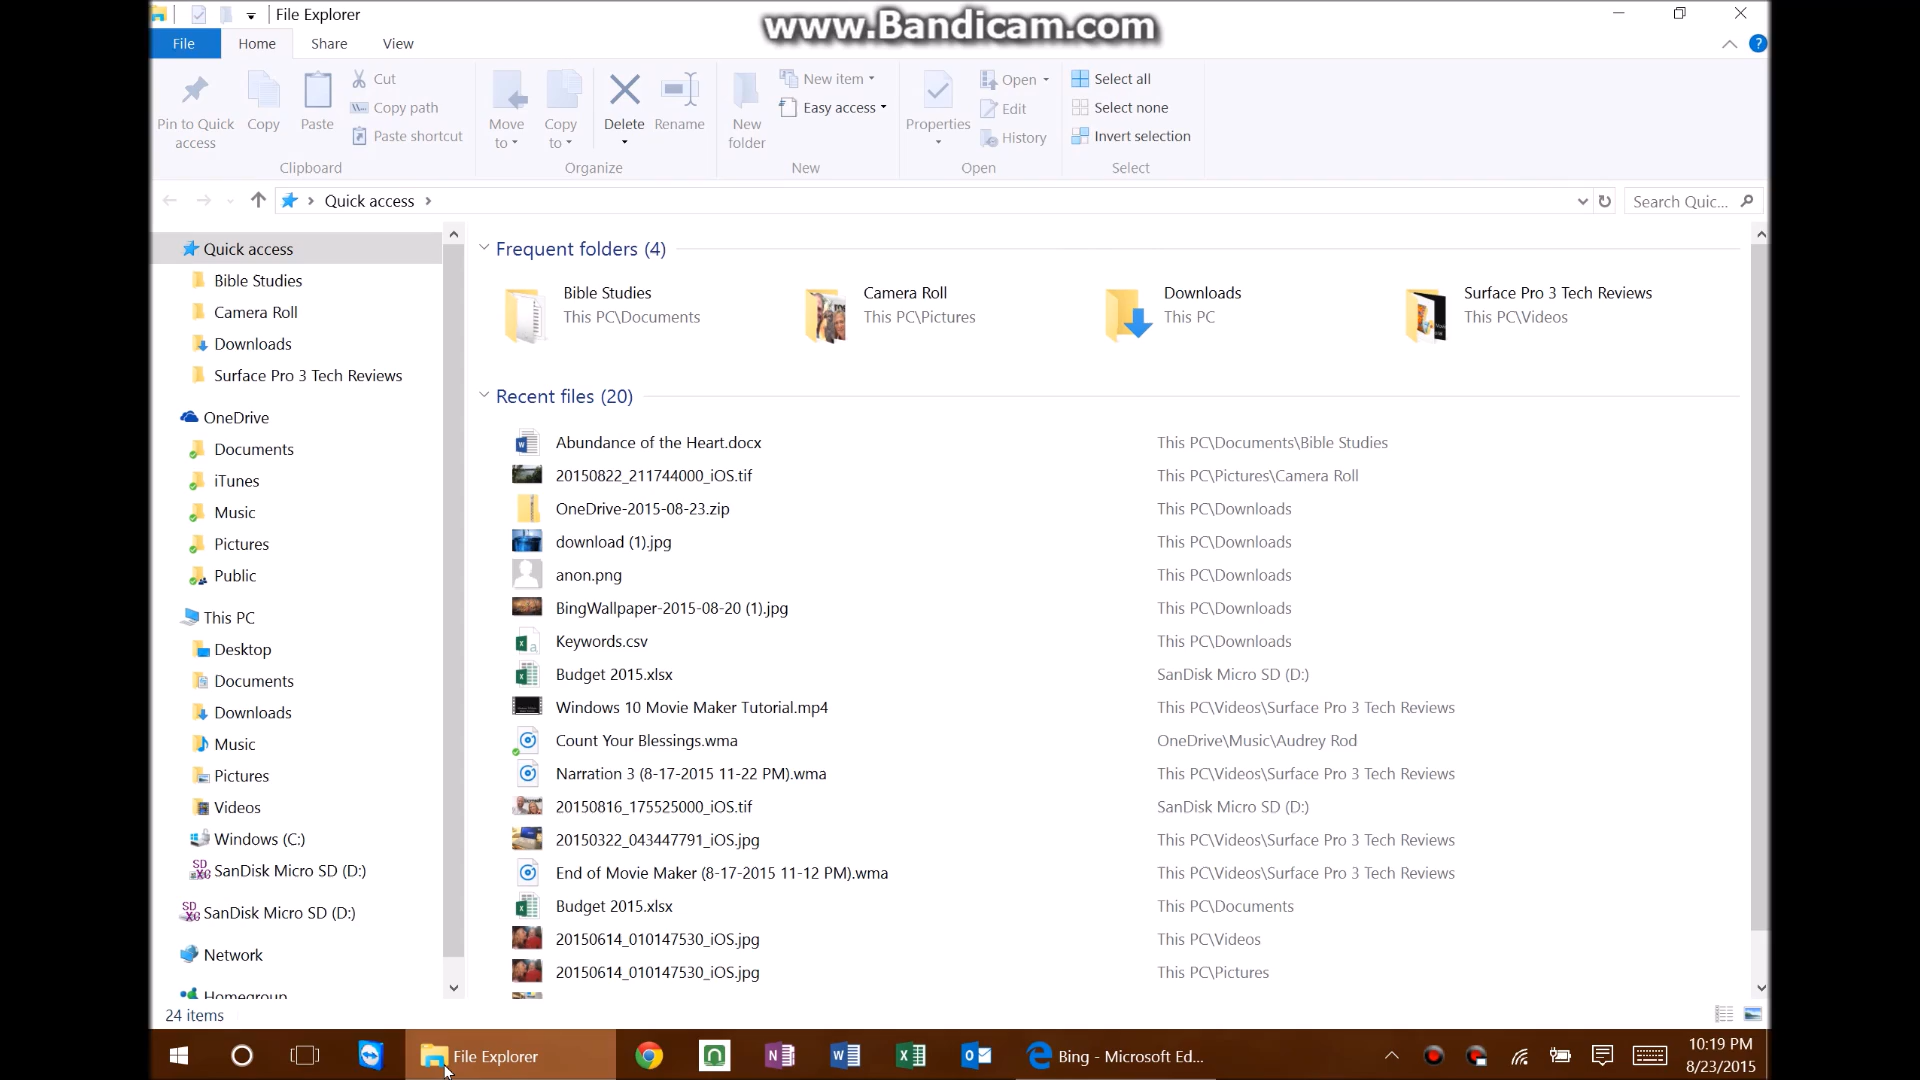 File Explorer
www.Bandicam.com
File Home Share View
Pin to Quick access
Copy
Paste
Cut
Copy path
Paste shortcut
Clipboard
Move to
Copy to
Delete
Rename
Organize
New folder
New item
Easy access
New
Properties
Open
Edit
History
Open
Select all
Select none
Invert selection
Select
Quick access
Search Quic...
Quick access
Bible Studies
Camera Roll
Downloads
Surface Pro 3 Tech Reviews
OneDrive
Documents
iTunes
Music
Pictures
Public
This PC
Desktop
Documents
Downloads
Music
Pictures
Videos
Windows (C:)
SanDisk Micro SD (D:)
SanDisk Micro SD (D:)
Network
Homegroup
Frequent folders (4)
Bible Studies
This PC\Documents
Camera Roll
This PC\Pictures
Downloads
This PC
Surface Pro 3 Tech Reviews
This PC\Videos
Recent files (20)
Abundance of the Heart.docx This PC\Documents\Bible Studies
20150822_211744000_iOS.tif This PC\Pictures\Camera Roll
OneDrive-2015-08-23.zip This PC\Downloads
download (1).jpg This PC\Downloads
anon.png This PC\Downloads
BingWallpaper-2015-08-20 (1).jpg This PC\Downloads
Keywords.csv This PC\Downloads
Budget 2015.xlsx SanDisk Micro SD (D:)
Windows 10 Movie Maker Tutorial.mp4 This PC\Videos\Surface Pro 3 Tech Reviews
Count Your Blessings.wma OneDrive\Music\Audrey Rod
Narration 3 (8-17-2015 11-22 PM).wma This PC\Videos\Surface Pro 3 Tech Reviews
20150816_175525000_iOS.tif SanDisk Micro SD (D:)
20150322_043447791_iOS.jpg This PC\Videos\Surface Pro 3 Tech Reviews
End of Movie Maker (8-17-2015 11-12 PM).wma This PC\Videos\Surface Pro 3 Tech Reviews
Budget 2015.xlsx This PC\Documents
20150614_010147530_iOS.jpg This PC\Videos
20150614_010147530_iOS.jpg This PC\Pictures
24 items
File Explorer
Bing - Microsoft Ed...
10:19 PM
8/23/2015